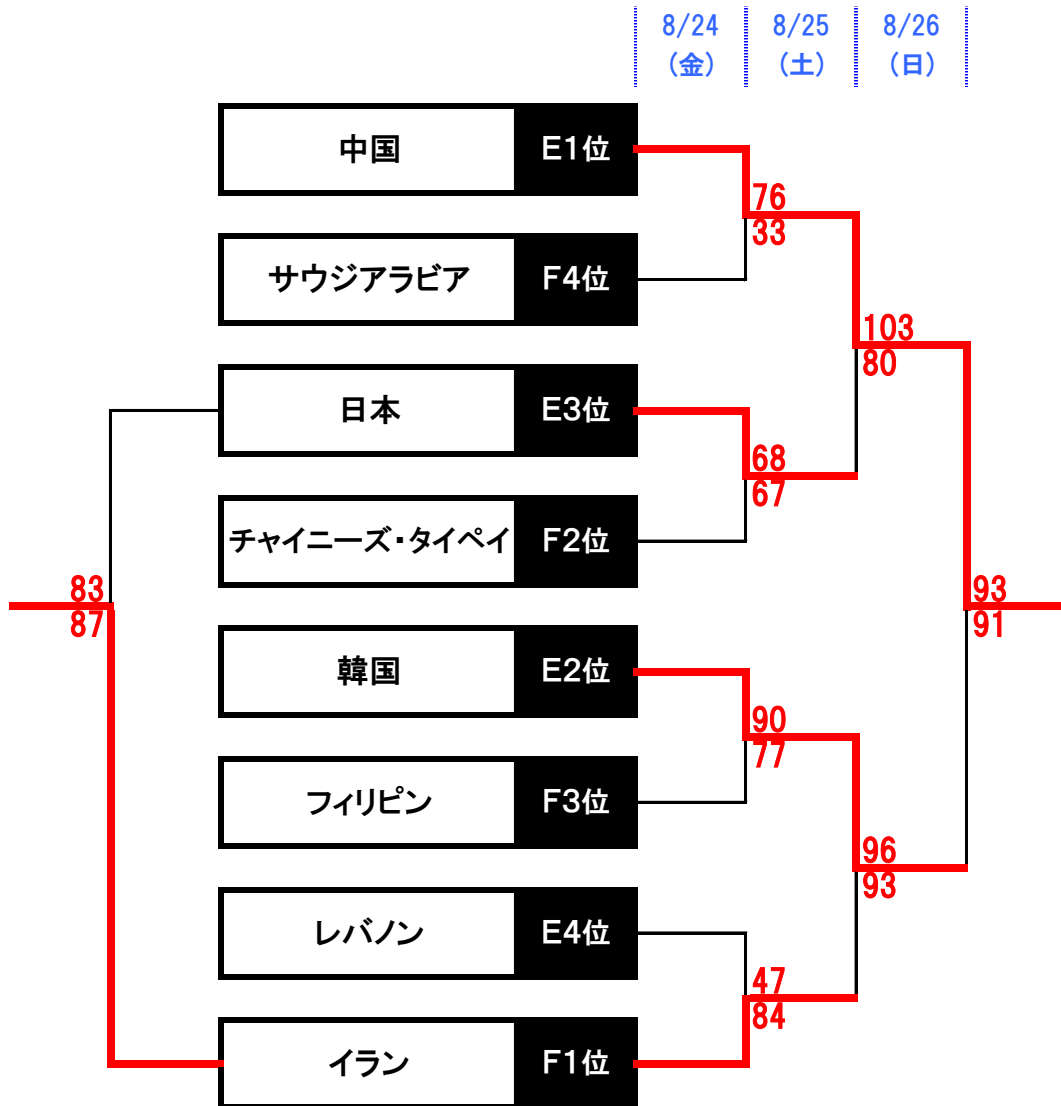 8/24 8/25 8/26
(金) (土) (日)
中国 E1位
76
33
サウジアラビア F4位
103
80
日本 E3位
68
67
チャイニーズ・タイペイ F2位
83
87
93
91
韓国 E2位
90
77
フィリピン F3位
96
93
レバノン E4位
47
84
イラン F1位